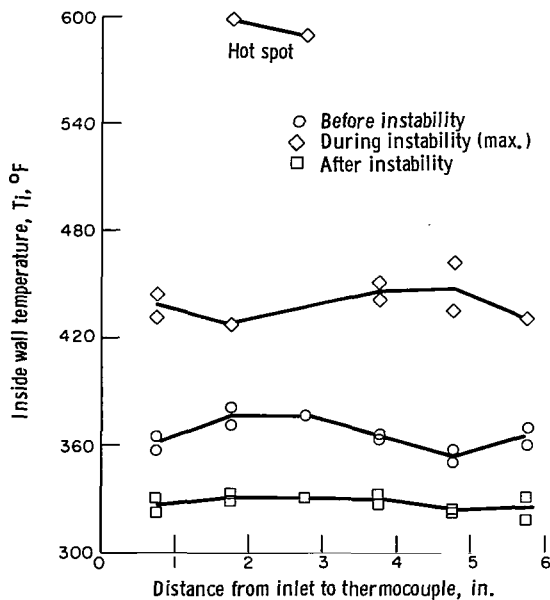 600
540
480
420
360
300
Inside wall temperature, Ti, °F
Hot spot
Before instability
During instability (max.)
After instability
0
1
2
3
4
5
6
Distance from inlet to thermocouple, in.